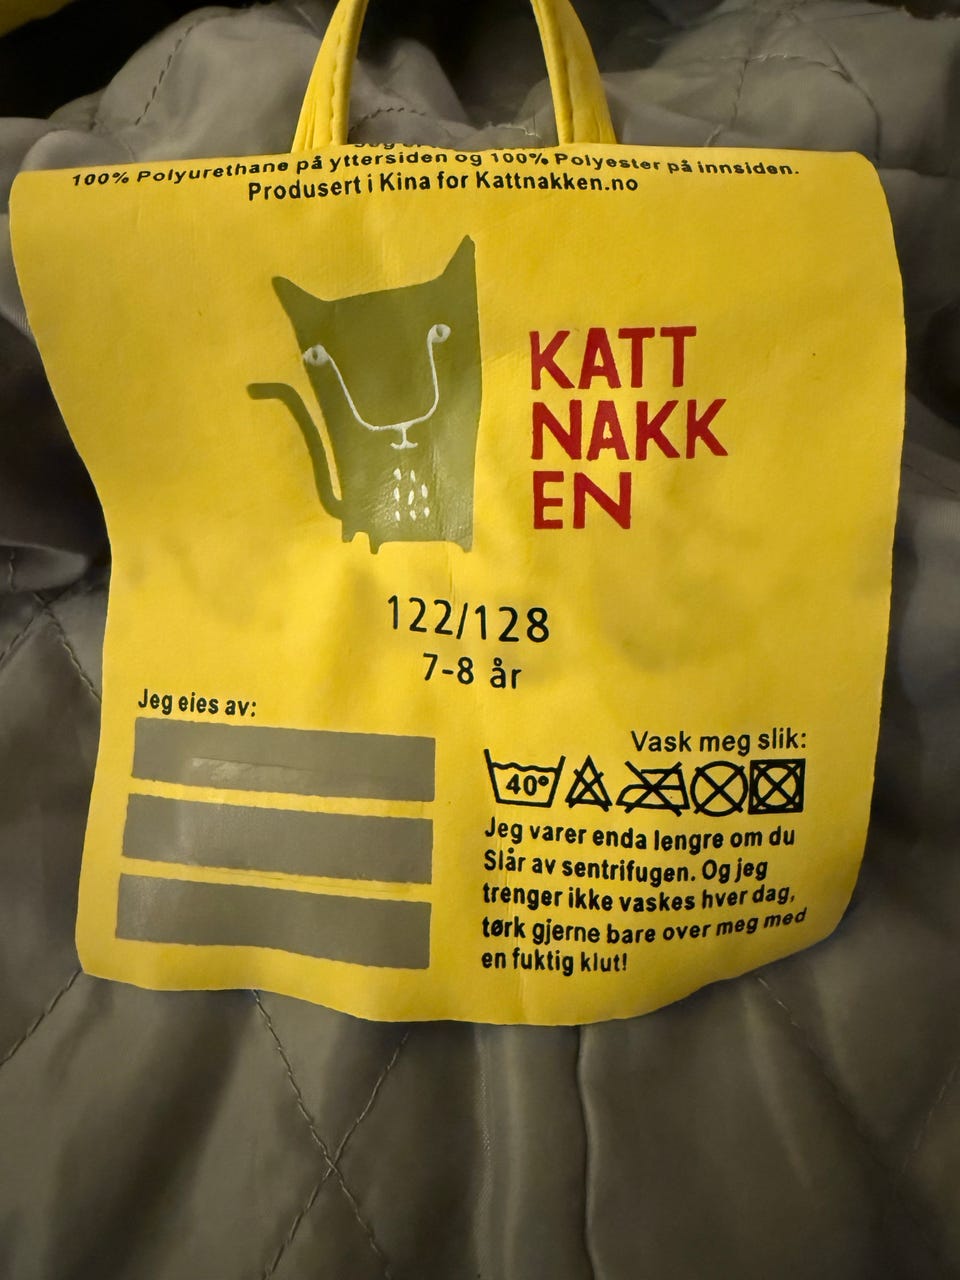 100% Polyurethane på yttersiden og 100% Polyester på innsiden.
Produsert i Kina for Kattnakken.no
KATT
NAKK
EN
122/128
7-8 år
Jeg eies av:
Vask meg slik:
40°
Jeg varer enda lengre om du
Slår av sentrifugen. Og jeg
trenger ikke vaskes hver dag,
tørk gjerne bare over meg med
en fuktig klut!